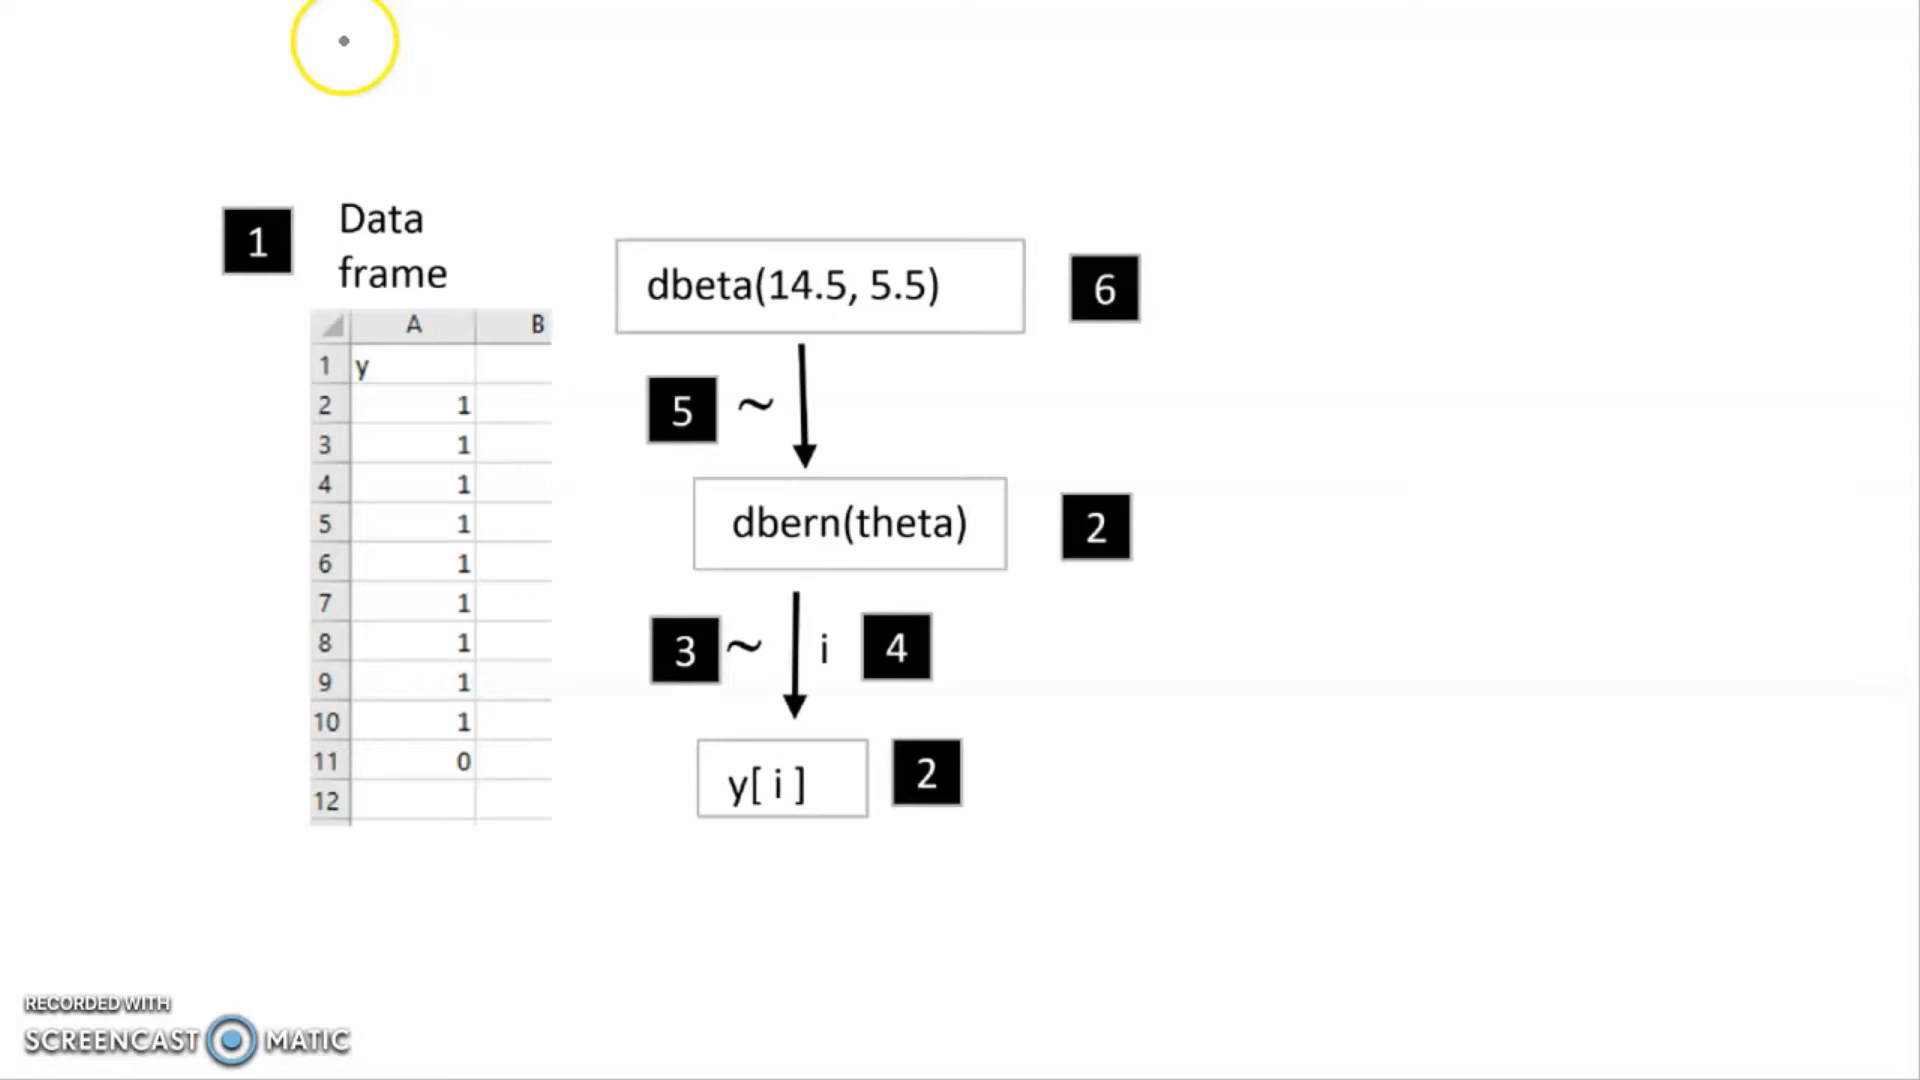 1
Data
frame
A B
1 y
2 1
3 1
4 1
5 1
6 1
7 1
8 1
9 1
10 1
11 0
12
dbeta(14.5, 5.5)
6
5 ~
dbern(theta)
2
3 ~ i 4
y[ i ]
2
RECORDED WITH
SCREENCAST MATIC